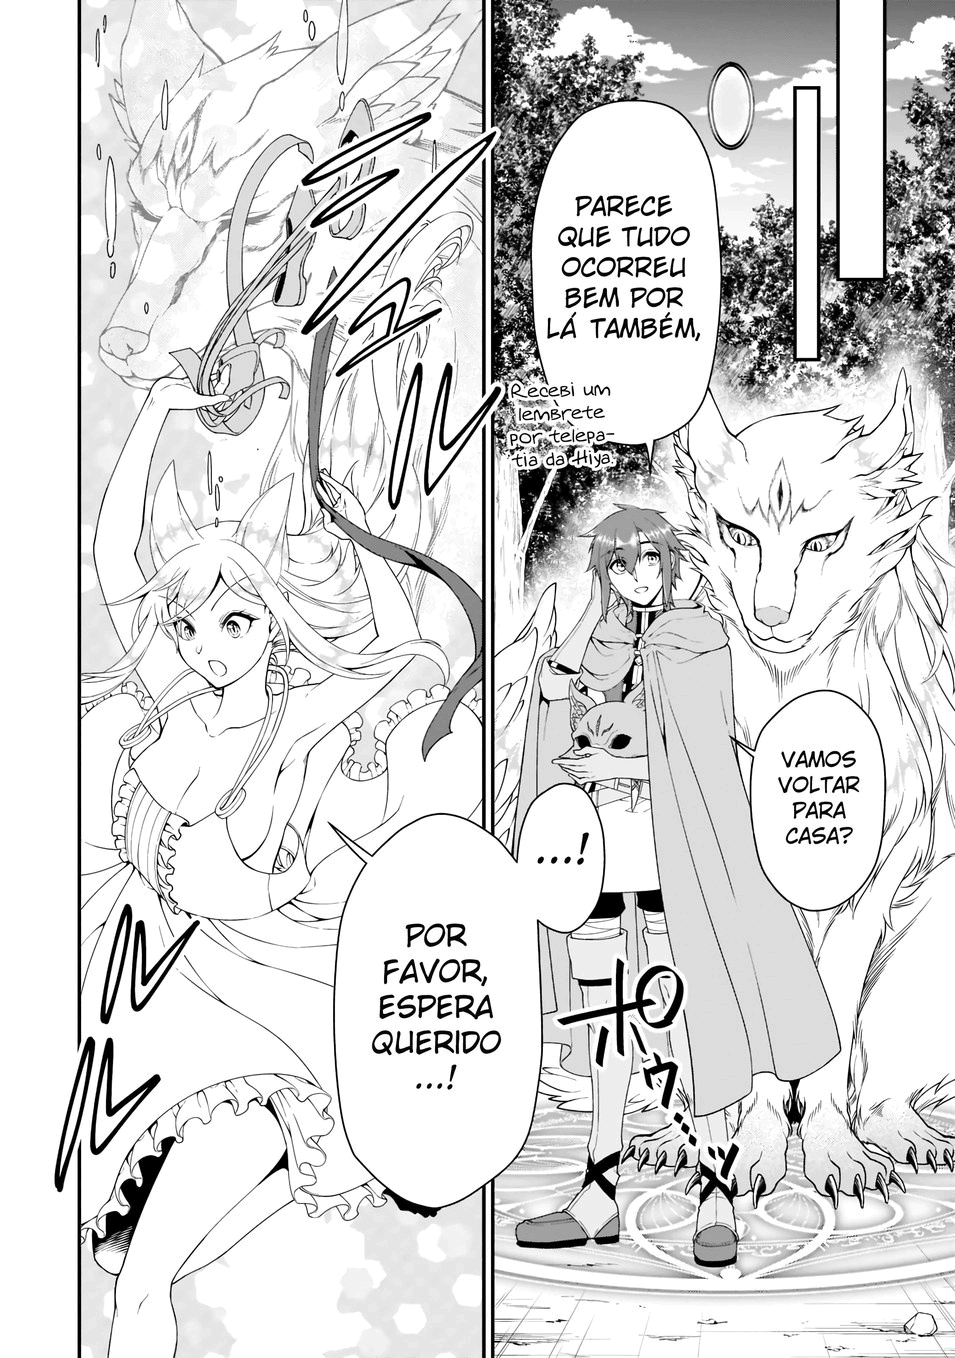 PARECE
QUE TUDO
OCORREU
BEM POR
LÁ TAMBÉM,
Recebi um
lembrete
por telepa-
tia da Hiya.
VAMOS
VOLTAR
PARA
CASA?
...!
POR
FAVOR,
ESPERA
QUERIDO
...!
ポゥ…